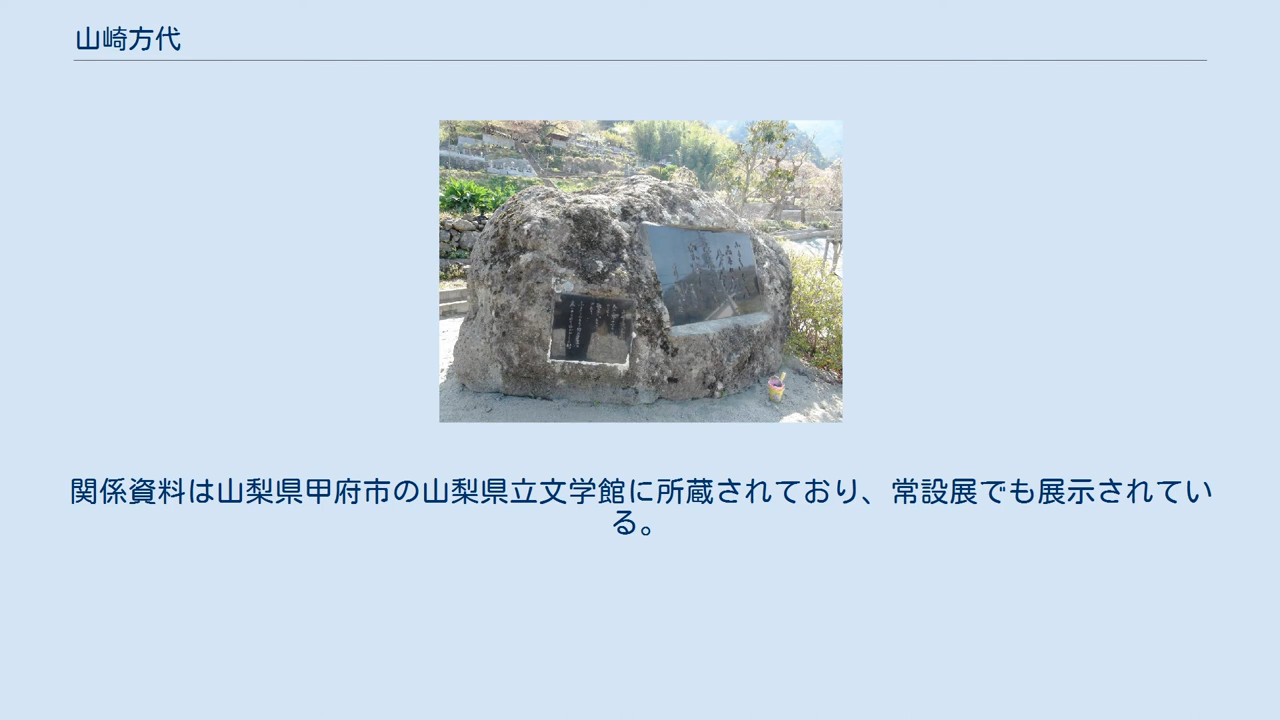 山崎方代
関係資料は山梨県甲府市の山梨県立文学館に所蔵されており、常設展でも展示されてい
る。